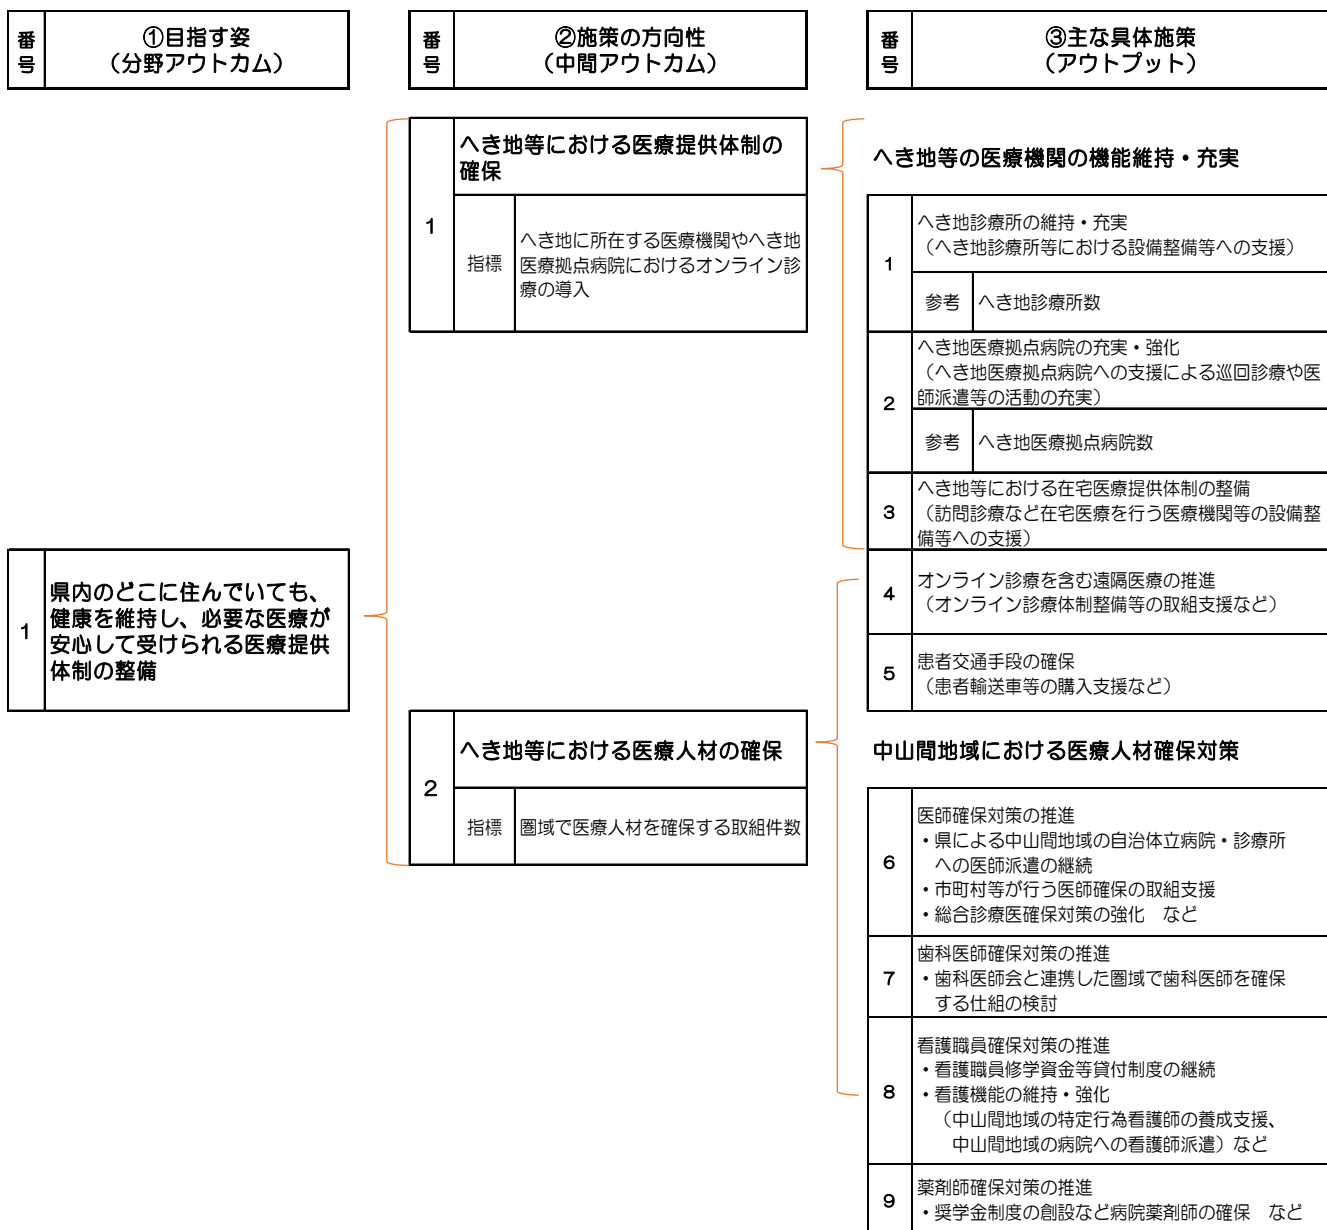 番号
①目指す姿
（分野アウトカム）
番号
②施策の方向性
（中間アウトカム）
番号
③主な具体施策
（アウトプット）
1
県内のどこに住んでいても、
健康を維持し、必要な医療が
安心して受けられる医療提供
体制の整備
1
へき地等における医療提供体制の
確保
指標
へき地に所在する医療機関やへき地
医療拠点病院におけるオンライン診
療の導入
2
へき地等における医療人材の確保
指標
圏域で医療人材を確保する取組件数
へき地等の医療機関の機能維持・充実
1
へき地診療所の維持・充実
（へき地診療所等における設備整備等への支援）
参考
へき地診療所数
2
へき地医療拠点病院の充実・強化
（へき地医療拠点病院への支援による巡回診療や医
師派遣等の活動の充実）
参考
へき地医療拠点病院数
3
へき地等における在宅医療提供体制の整備
（訪問診療など在宅医療を行う医療機関等の設備整
備等への支援）
4
オンライン診療を含む遠隔医療の推進
（オンライン診療体制整備等の取組支援など）
5
患者交通手段の確保
（患者輸送車等の購入支援など）
中山間地域における医療人材確保対策
6
医師確保対策の推進
・県による中山間地域の自治体立病院・診療所
への医師派遣の継続
・市町村等が行う医師確保の取組支援
・総合診療医確保対策の強化　など
7
歯科医師確保対策の推進
・歯科医師会と連携した圏域で歯科医師を確保
する仕組の検討
8
看護職員確保対策の推進
・看護職員修学資金等貸付制度の継続
・看護機能の維持・強化
（中山間地域の特定行為看護師の養成支援、
中山間地域の病院への看護師派遣）など
9
薬剤師確保対策の推進
・奨学金制度の創設など病院薬剤師の確保　など